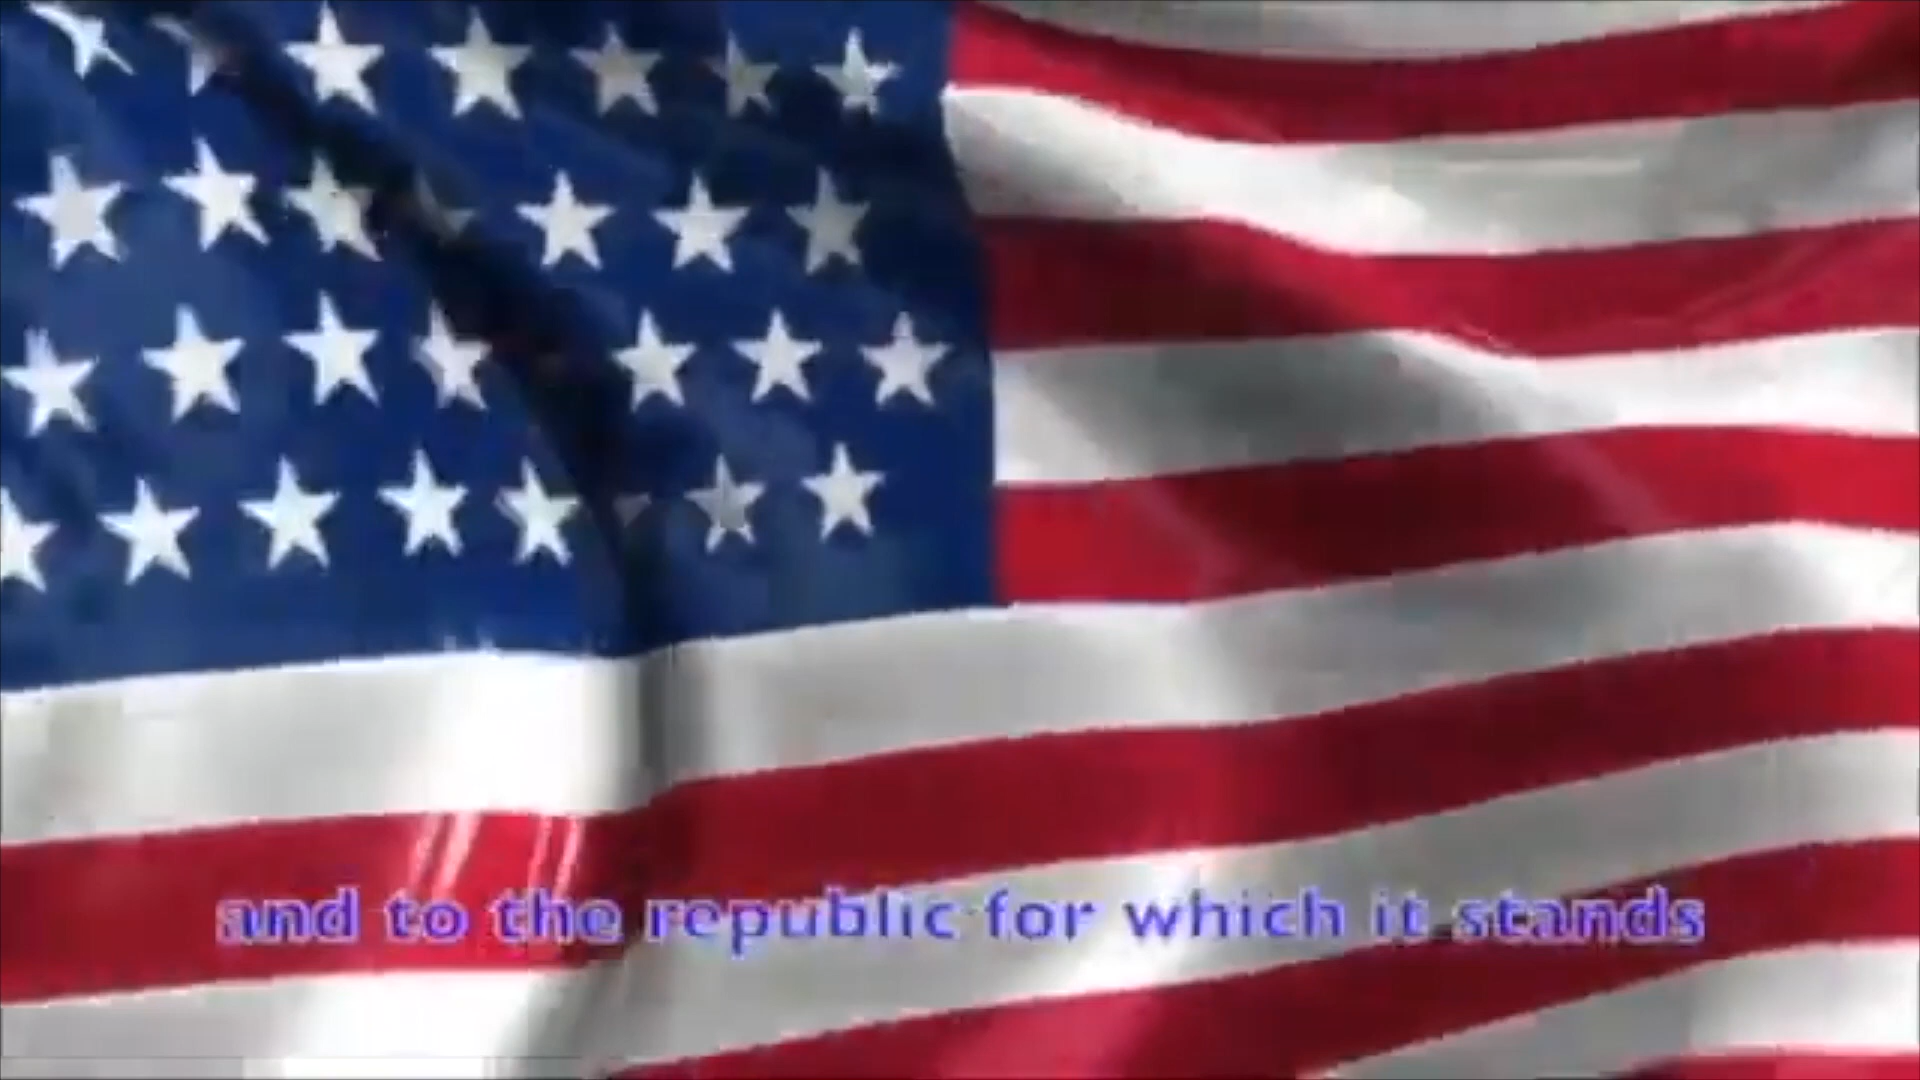 and to the republic for which it stands